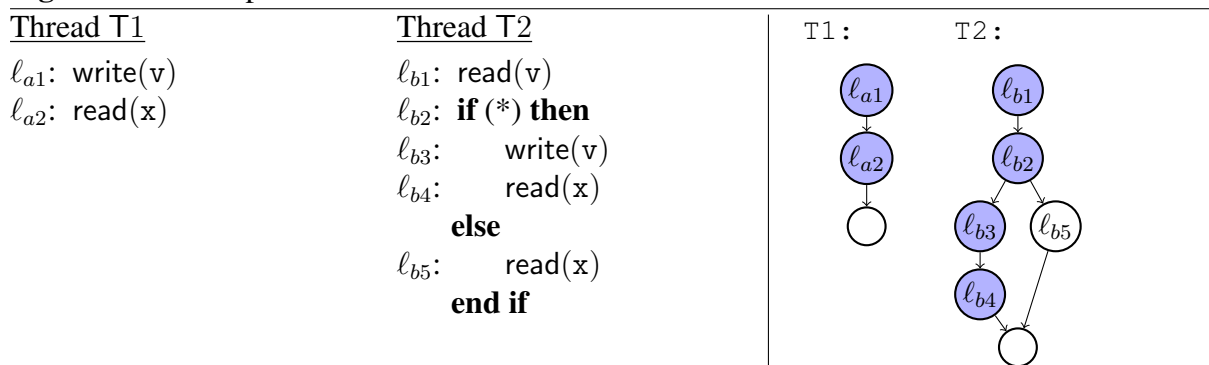 Thread T1
ℓa1: write(v)
ℓa2: read(x)
Thread T2
ℓb1: read(v)
ℓb2: if (*) then
ℓb3: write(v)
ℓb4: read(x)
else
ℓb5: read(x)
end if
T1: T2:
ℓa1 ℓb1
ℓa2 ℓb2
ℓb3 ℓb5
ℓb4